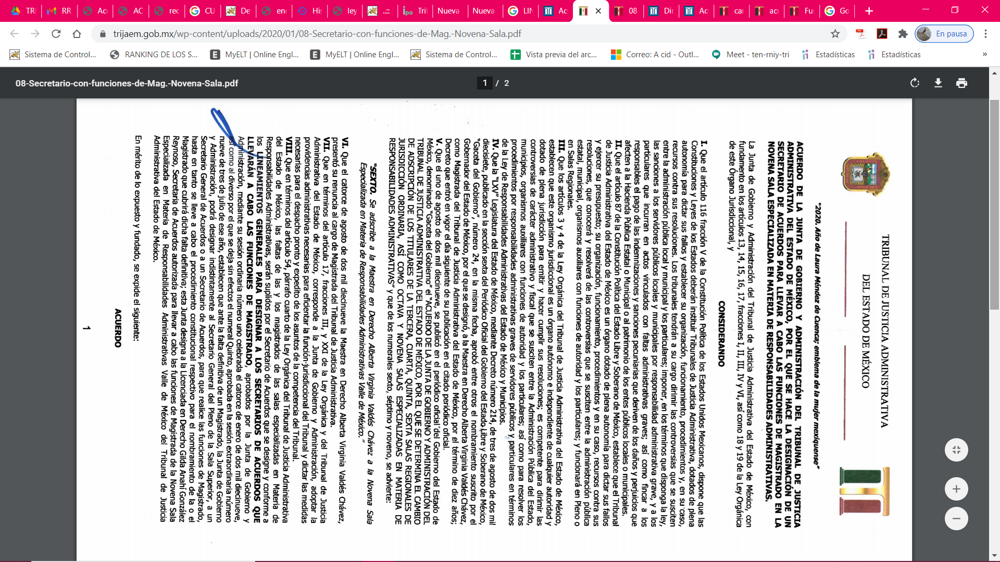 TRI
RR
Acu
AC
rec
CU
De
ene
His
ley
..::
Trib
Nueva
Nueva
LIN
Acu
08
Dir
Acu
car
acu
Fun
Go
trijaem.gob.mx/wp-content/uploads/2020/01/08-Secretario-con-funciones-de-Mag.-Novena-Sala.pdf
En pausa
Sistema de Control...
RANKING DE LOS S...
MyELT | Online Engl...
MyELT | Online Engl...
Sistema de Control...
Vista previa del arc...
Correo: A cid - Outl...
Meet - ten-rniy-tri
Estadísticas
Estadísticas
»
08-Secretario-con-funciones-de-Mag.-Novena-Sala.pdf
1 / 2
TRIBUNAL DE JUSTICIA ADMINISTRATIVA
DEL ESTADO DE MÉXICO
"2020. Año de Laura Méndez de Cuenca; emblema de la mujer mexiquense"
ACUERDO DE LA JUNTA DE GOBIERNO Y ADMINISTRACIÓN DEL TRIBUNAL DE JUSTICIA
ADMINISTRATIVA DEL ESTADO DE MÉXICO, POR EL QUE SE HACE LA DESIGNACIÓN DE UN
SECRETARIO DE ACUERDOS PARA LLEVAR A CABO LAS FUNCIONES DE MAGISTRADO EN LA
NOVENA SALA ESPECIALIZADA EN MATERIA DE RESPONSABILIDADES ADMINISTRATIVAS.
La Junta de Gobierno y Administración del Tribunal de Justicia Administrativa del Estado de México, con
fundamento en los artículos 13, 14, 15, 16, 17, fracciones I, II, III, IV y VI, así como 18 y 19 de la Ley Orgánica
de este Órgano Jurisdiccional, y
CONSIDERANDO
I. Que el artículo 116 fracción V de la Constitución Política de los Estados Unidos Mexicanos, dispone que las
Constituciones y Leyes de los Estados deberán instituir Tribunales de Justicia Administrativa, dotados de plena
autonomía para dictar sus fallos y establecer su organización, funcionamiento, procedimientos y, en su caso,
recursos contra sus resoluciones. Los tribunales tendrán a su cargo dirimir las controversias que se susciten
entre la administración pública local y municipal y los particulares; imponer, en los términos que disponga la ley,
las sanciones a los servidores públicos locales y municipales por responsabilidad administrativa grave, y a los
particulares que incurran en actos vinculados con faltas administrativas graves; así como fincar a los
responsables el pago de las indemnizaciones y sanciones pecuniarias que deriven de los daños y perjuicios que
afecten a la Hacienda Pública Estatal o Municipal o al patrimonio de los entes públicos locales o municipales.
II. Que el artículo 87 de la Constitución Política del Estado Libre y Soberano de México, establece que el Tribunal
de Justicia Administrativa del Estado de México es un órgano dotado de plena autonomía para dictar sus fallos
y ejercer su presupuesto; su organización, funcionamiento, procedimientos y en su caso, recursos contra sus
resoluciones, que conocerá y resolverá de las controversias que se susciten entre la administración pública
estatal, municipal, organismos auxiliares con funciones de autoridad y los particulares; y funcionará en Pleno o
en Salas Regionales.
III. Que los artículos 3 y 4 de la Ley Orgánica del Tribunal de Justicia Administrativa del Estado de México,
establecen que este organismo jurisdiccional es un órgano autónomo e independiente de cualquier autoridad y
dotado de plena jurisdicción para emitir y hacer cumplir sus resoluciones; es competente para dirimir las
controversias de carácter administrativo y fiscal que se susciten entre la Administración Pública del Estado,
municipios, organismos auxiliares con funciones de autoridad y los particulares; así como para resolver los
procedimientos por responsabilidades administrativas graves de servidores públicos y particulares en términos
de la Ley de Responsabilidades Administrativas del Estado de México y Municipios.
IV. Que la "LXV" Legislatura del Estado de México, mediante Decreto número 214, de tres de agosto de dos mil
diecisiete, publicado en la sección sexta del Periódico Oficial del Gobierno del Estado Libre y Soberano de México,
"Gaceta del Gobierno", número 24, en la misma fecha, aprobó entre otros el nombramiento suscrito por el
Gobernador del Estado de México, por el que se designó, a la Maestra en Derecho Alberta Virginia Valdés Chávez,
como Magistrada del Tribunal de Justicia Administrativa del Estado de México, por el término de diez años;
Decreto que entró en vigor el día siguiente de su publicación en el citado periódico oficial.
V. Que el uno de agosto de dos mil diecinueve, se publicó en el periódico oficial del Gobierno del Estado de
México, denominado "Gaceta del Gobierno" el "ACUERDO DE LA JUNTA DE GOBIERNO Y ADMINISTRACIÓN DEL
TRIBUNAL DE JUSTICIA ADMINISTRATIVA DEL ESTADO DE MÉXICO, POR EL QUE SE DETERMINA EL CAMBIO
DE ADSCRIPCIÓN DE LOS TITULARES DE LA TERCERA, CUARTA, QUINTA, SEXTA SALAS REGIONALES DE
JURISDICCIÓN ORDINARIA, ASÍ COMO OCTAVA Y NOVENA SALAS ESPECIALIZADAS EN MATERIA DE
RESPONSABILIDADES ADMINISTRATIVAS" y que de los numerales sexto, séptimo y noveno, se advierte:
"SEXTO. Se adscribe a la Maestra en Derecho Alberta Virginia Valdés Chávez a la Novena Sala
Especializada en Materia de Responsabilidades Administrativas Valle de México."
VI. Que el catorce de agosto de dos mil diecinueve la Maestra en Derecho Alberta Virginia Valdés Chávez,
presentó su renuncia al cargo de Magistrada del Tribunal de Justicia Administrativa.
VII. Que en términos del artículo 17, fracciones III, y XI de la Ley Orgánica y del Tribunal de Justicia
Administrativa del Estado de México, corresponde a la Junta de Gobierno y Administración, adoptar la
providencias administrativas necesarias para eficientar la función jurisdiccional del Tribunal y dictar las medidas
necesarias para el despacho pronto y expedito de los asuntos de la competencia del Tribunal.
VIII. Que en términos del artículo 54, párrafo cuarto de la Ley Orgánica del Tribunal de Justicia Administrativa
del Estado de México, las faltas de las y los magistrados de las salas especializadas en Materia de
Responsabilidades Administrativas, serán suplidos por el Secretario de Acuerdos que se designe y conforme a
los LINEAMIENTOS GENERALES PARA DESIGNAR A LOS SECRETARIOS DE ACUERDOS QUE
LLEVARÁN A CABO LAS FUNCIONES DE MAGISTRADO, aprobados por la Junta de Gobierno y
Administración, mediante su sesión ordinaria número uno celebrada el catorce de enero de dos mil diecinueve,
así como al diverso por el que se deja sin efectos el numeral Quinto, aprobada en la sesión extraordinaria número
nueve de tres de julio de ese año, establecen que ante la falta definitiva de un Magistrado, la Junta de Gobierno
y Administración, podrá designar indistintamente al Secretario General del Pleno de la Sala Superior, a un
Secretario General de Acuerdos o a un Secretario de Acuerdos, para que realice las funciones de Magistrado,
hasta en tanto se lleve a cabo el procedimiento constitucional respectivo para el nombramiento de la o el
Magistrado que cubrirá dicha falta definitiva; esta Junta designa a la Licenciada en Derecho Gilda Anahí González
Reynoso, Secretaria de Acuerdos autorizada para llevar a cabo las funciones de Magistrada de la Novena Sala
Especializada en Materia de Responsabilidades Administrativas Valle de México del Tribunal de Justicia
Administrativa del Estado de México.
En mérito de lo expuesto y fundado, se expide el siguiente:
ACUERDO
1